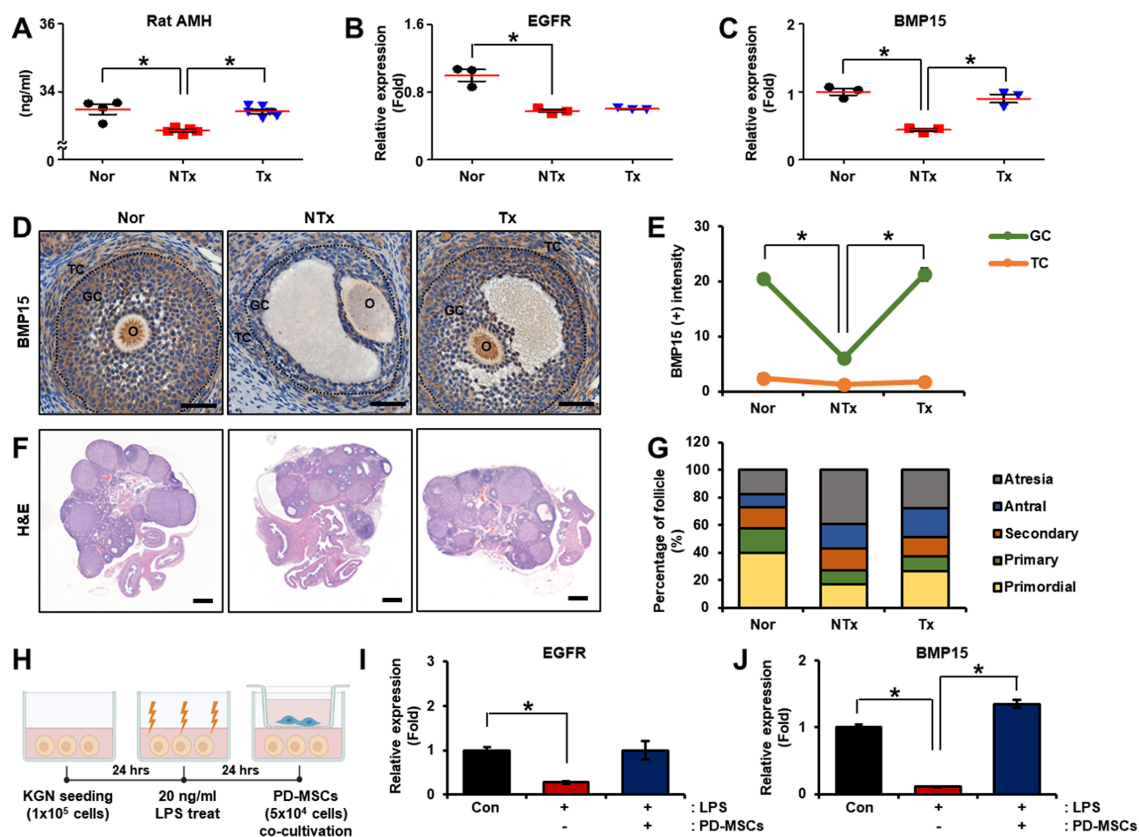 A
Rat AMH
(ng/ml)
36
34
0
*
*
Nor
NTx
Tx
B
EGFR
Relative expression
(Fold)
1.6
0.8
0
*
Nor
NTx
Tx
C
BMP15
Relative expression
(Fold)
2
1
0
*
*
Nor
NTx
Tx
D
Nor
NTx
Tx
BMP15
TC
GC
O
GC
TC
O
TC
GC
O
E
BMP15 (+) intensity
30
20
10
0
*
*
Nor
NTx
Tx
GC
TC
F
H&E
G
Percentage of follicle
(%)
120
100
80
60
40
20
0
Nor
NTx
Tx
Atresia
Antral
Secondary
Primary
Primordial
H
24 hrs
24 hrs
KGN seeding
(1x10⁵ cells)
20 ng/ml
LPS treat
PD-MSCs
(5x10⁴ cells)
co-cultivation
I
EGFR
Relative expression
(Fold)
3
2
1
0
*
Con
+
+
: LPS
-
+
: PD-MSCs
J
BMP15
Relative expression
(Fold)
2
1
0
*
*
Con
+
+
: LPS
-
+
: PD-MSCs